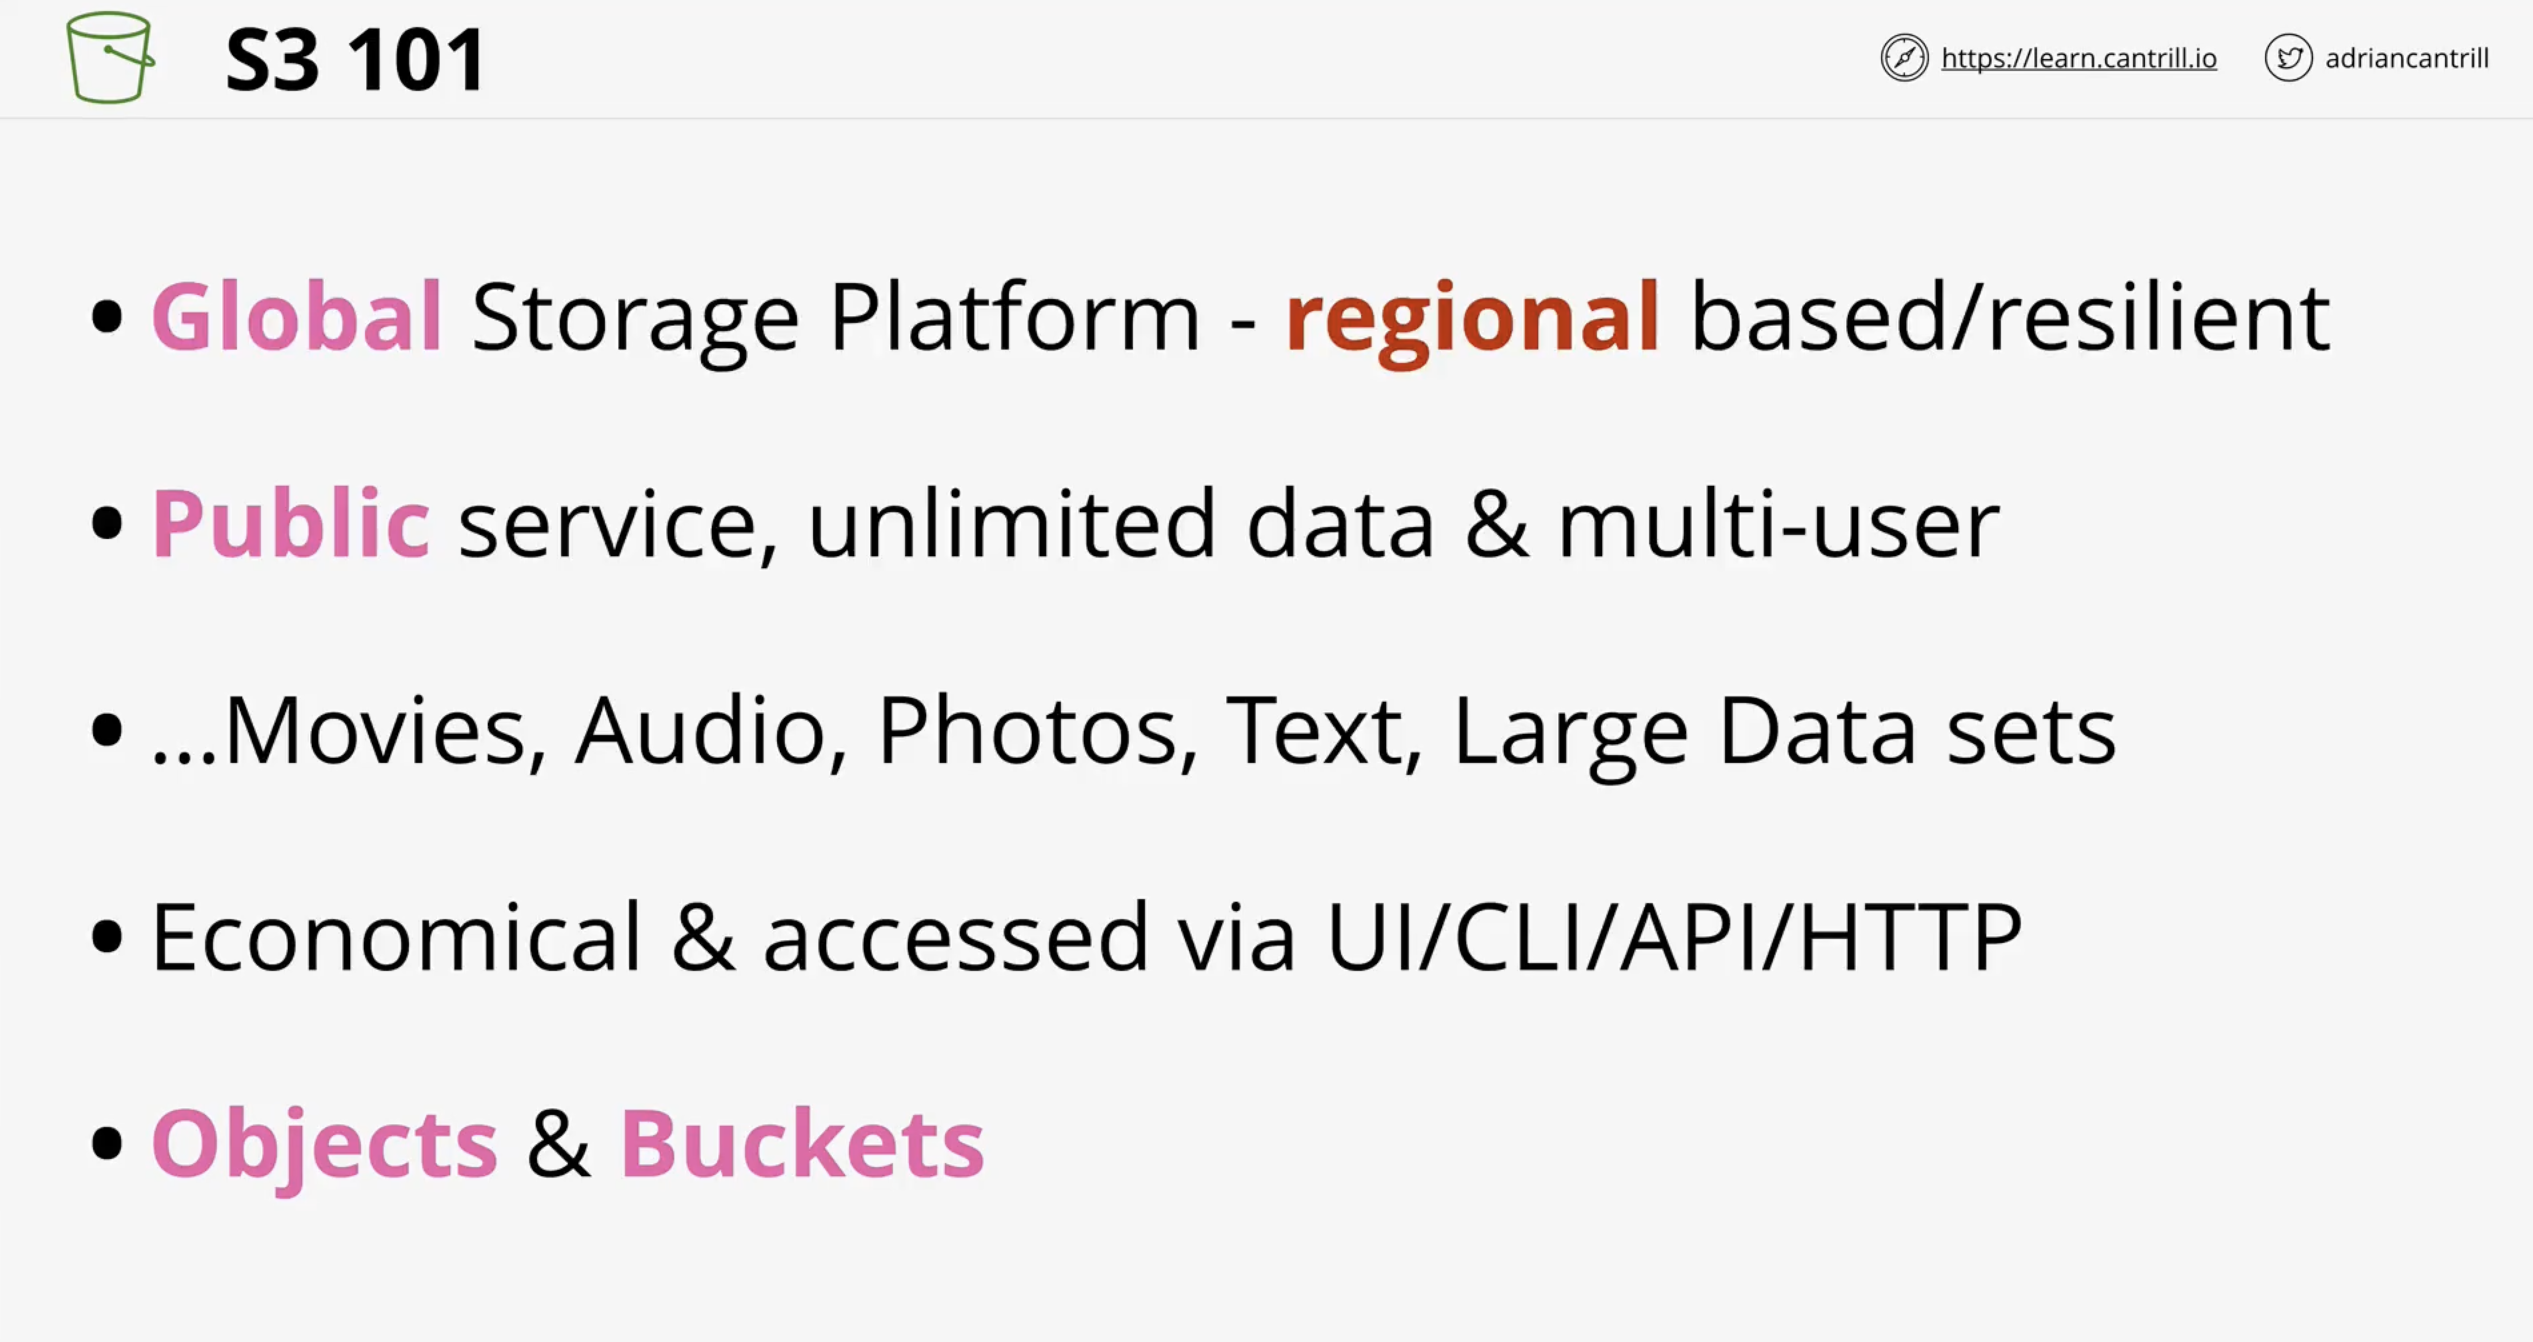 S3 101
https://learn.cantrill.io
adriancantrill
• Global Storage Platform - regional based/resilient
• Public service, unlimited data & multi-user
• ...Movies, Audio, Photos, Text, Large Data sets
• Economical & accessed via UI/CLI/API/HTTP
• Objects & Buckets